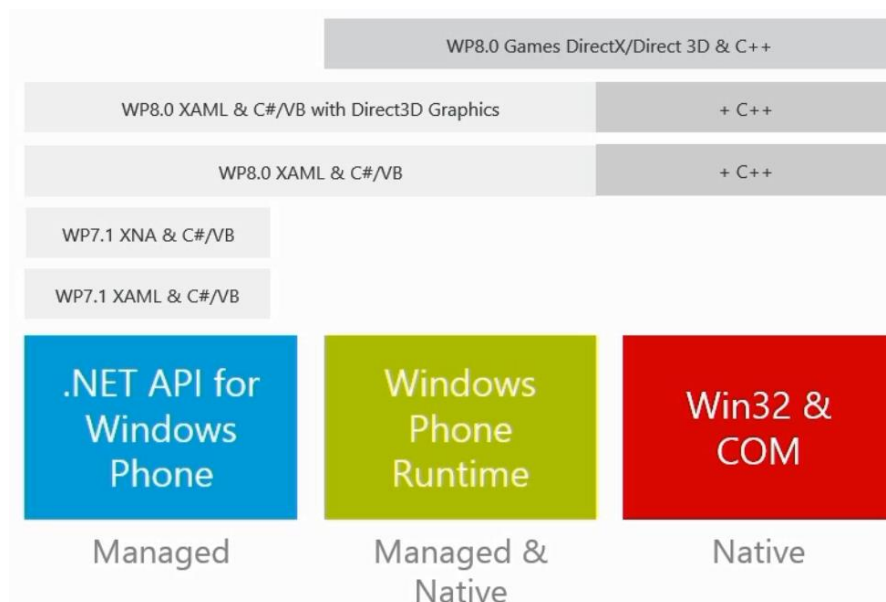 WP8.0 Games DirectX/Direct 3D & C++
WP8.0 XAML & C#/VB with Direct3D Graphics
+ C++
WP8.0 XAML & C#/VB
+ C++
WP7.1 XNA & C#/VB
WP7.1 XAML & C#/VB
.NET API for
Windows
Phone
Windows
Phone
Runtime
Win32 &
COM
Managed
Managed &
Native
Native